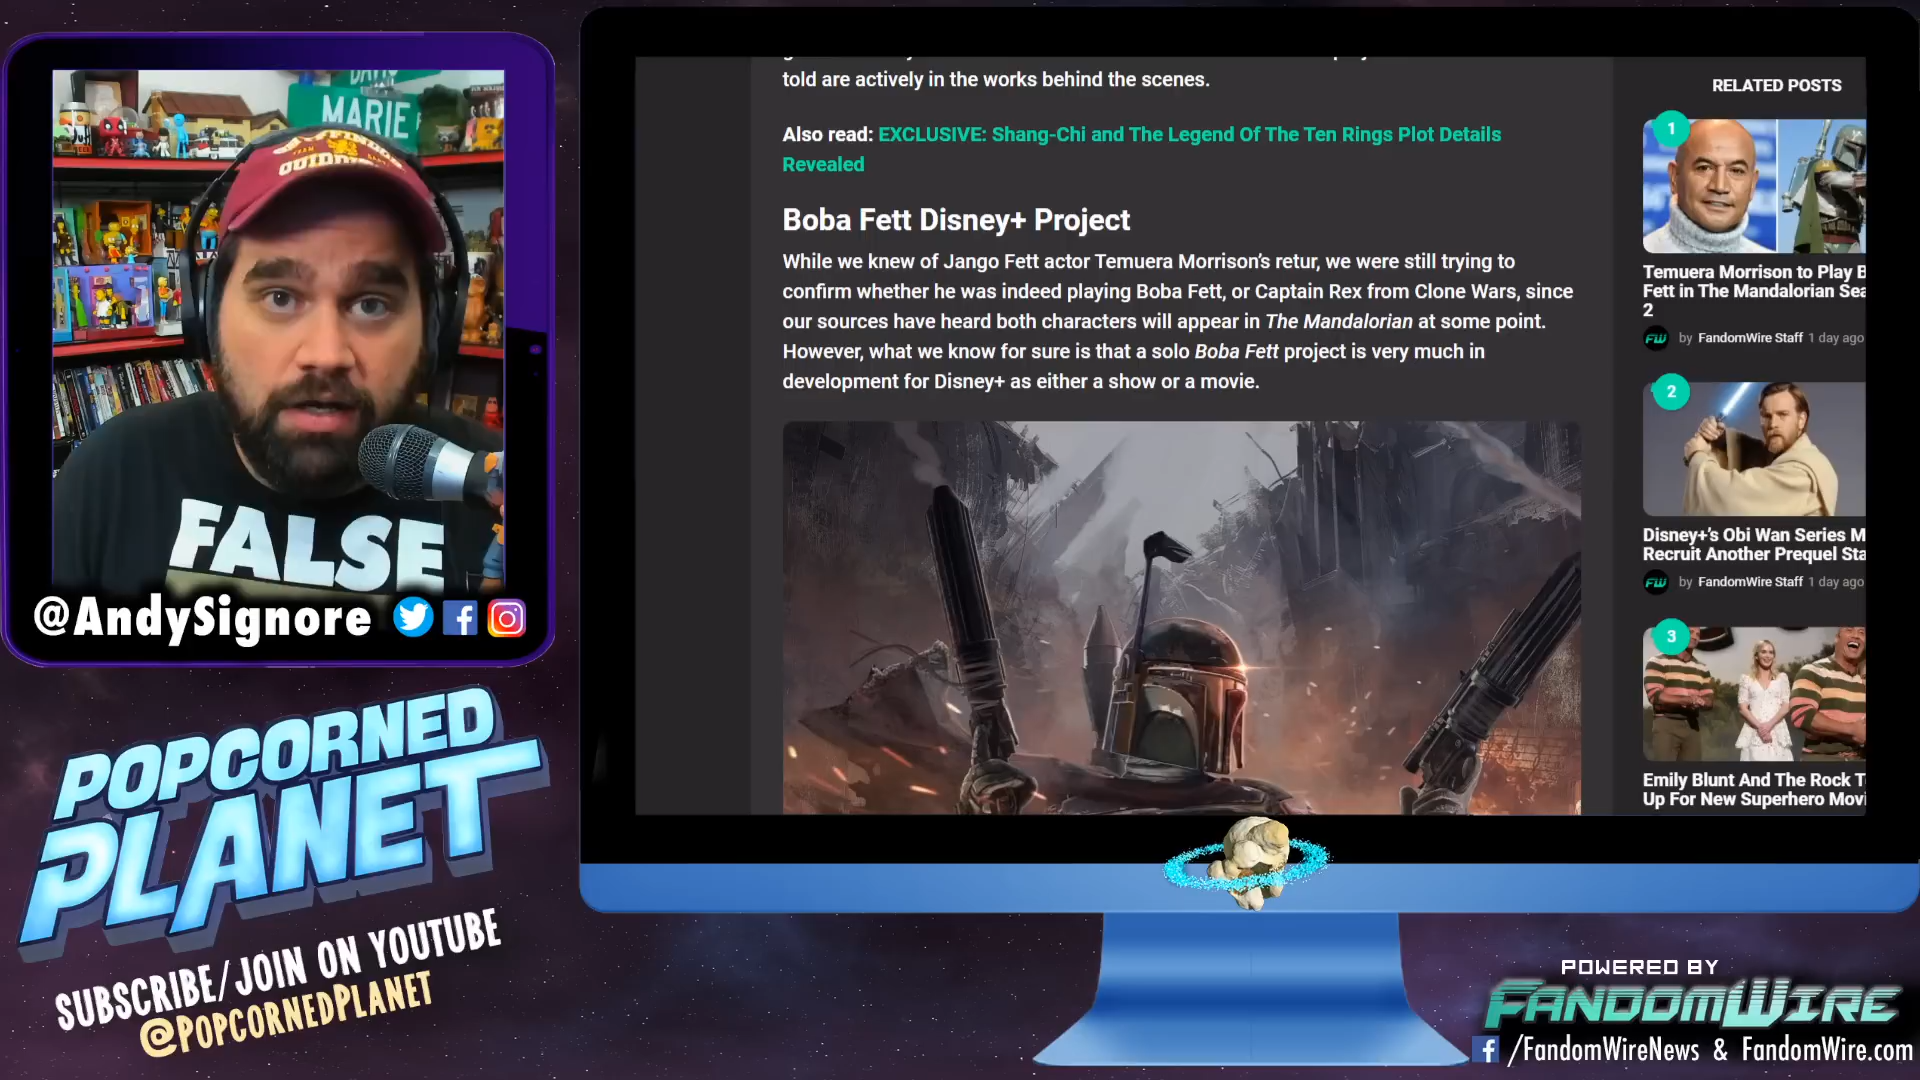 MARIE
GRYFFINDOR
QUIDDITCH
FALSE
@AndySignore
POPCORNED
PLANET
SUBSCRIBE/JOIN ON YOUTUBE
@POPCORNEDPLANET
told are actively in the works behind the scenes.
Also read: EXCLUSIVE: Shang-Chi and The Legend Of The Ten Rings Plot Details
Revealed
Boba Fett Disney+ Project
While we knew of Jango Fett actor Temuera Morrison's retur, we were still trying to
confirm whether he was indeed playing Boba Fett, or Captain Rex from Clone Wars, since
our sources have heard both characters will appear in The Mandalorian at some point.
However, what we know for sure is that a solo Boba Fett project is very much in
development for Disney+ as either a show or a movie.
RELATED POSTS
1
Temuera Morrison to Play B
Fett in The Mandalorian Sea
2
FW by FandomWire Staff 1 day ago
2
Disney+'s Obi Wan Series M
Recruit Another Prequel Sta
FW by FandomWire Staff 1 day ago
3
Emily Blunt And The Rock T
Up For New Superhero Movi
POWERED BY
FANDOMWIRE
/FandomWireNews & FandomWire.com